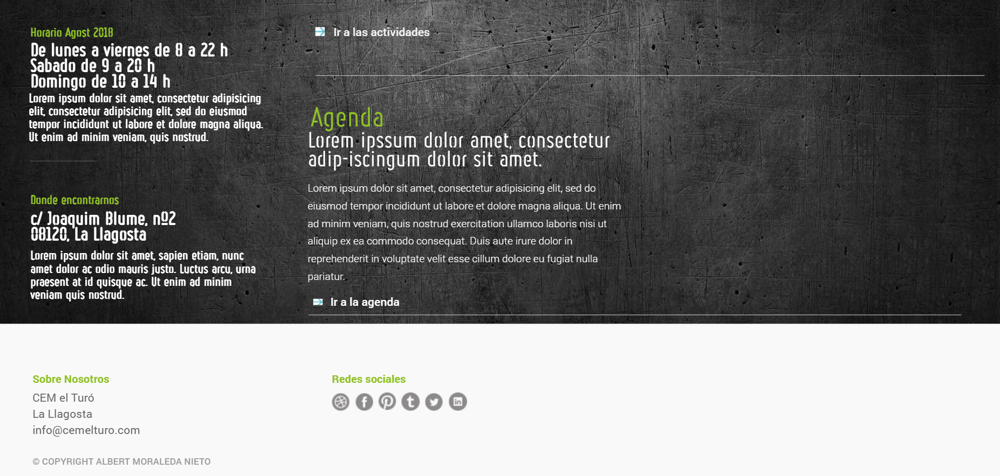 Horario Agost 2018
De lunes a viernes de 8 a 22 h
Sabado de 9 a 20 h
Domingo de 10 a 14 h
Lorem ipsum dolor sit amet, consectetur adipisicing
elit, consectetur adipisicing elit, sed do eiusmod
tempor incididunt ut labore et dolore magna aliqua.
Ut enim ad minim veniam, quis nostrud.
Donde encontrarnos
c/ Joaquim Blume, nº2
08120, La Llagosta
Lorem ipsum dolor sit amet, sapien etiam, nunc
amet dolor ac odio mauris justo. Luctus arcu, urna
praesent at id quisque ac. Ut enim ad minim
veniam quis nostrud.
Ir a las actividades
Agenda
Lorem ipssum dolor amet, consectetur
adip-iscingum dolor sit amet.
Lorem ipsum dolor sit amet, consectetur adipisicing elit, sed do
eiusmod tempor incididunt ut labore et dolore magna aliqua. Ut enim
ad minim veniam, quis nostrud exercitation ullamco laboris nisi ut
aliquip ex ea commodo consequat. Duis aute irure dolor in
reprehenderit in voluptate velit esse cillum dolore eu fugiat nulla
pariatur.
Ir a la agenda
Sobre Nosotros
CEM el Turó
La Llagosta
info@cemelturo.com
Redes sociales
© COPYRIGHT ALBERT MORALEDA NIETO